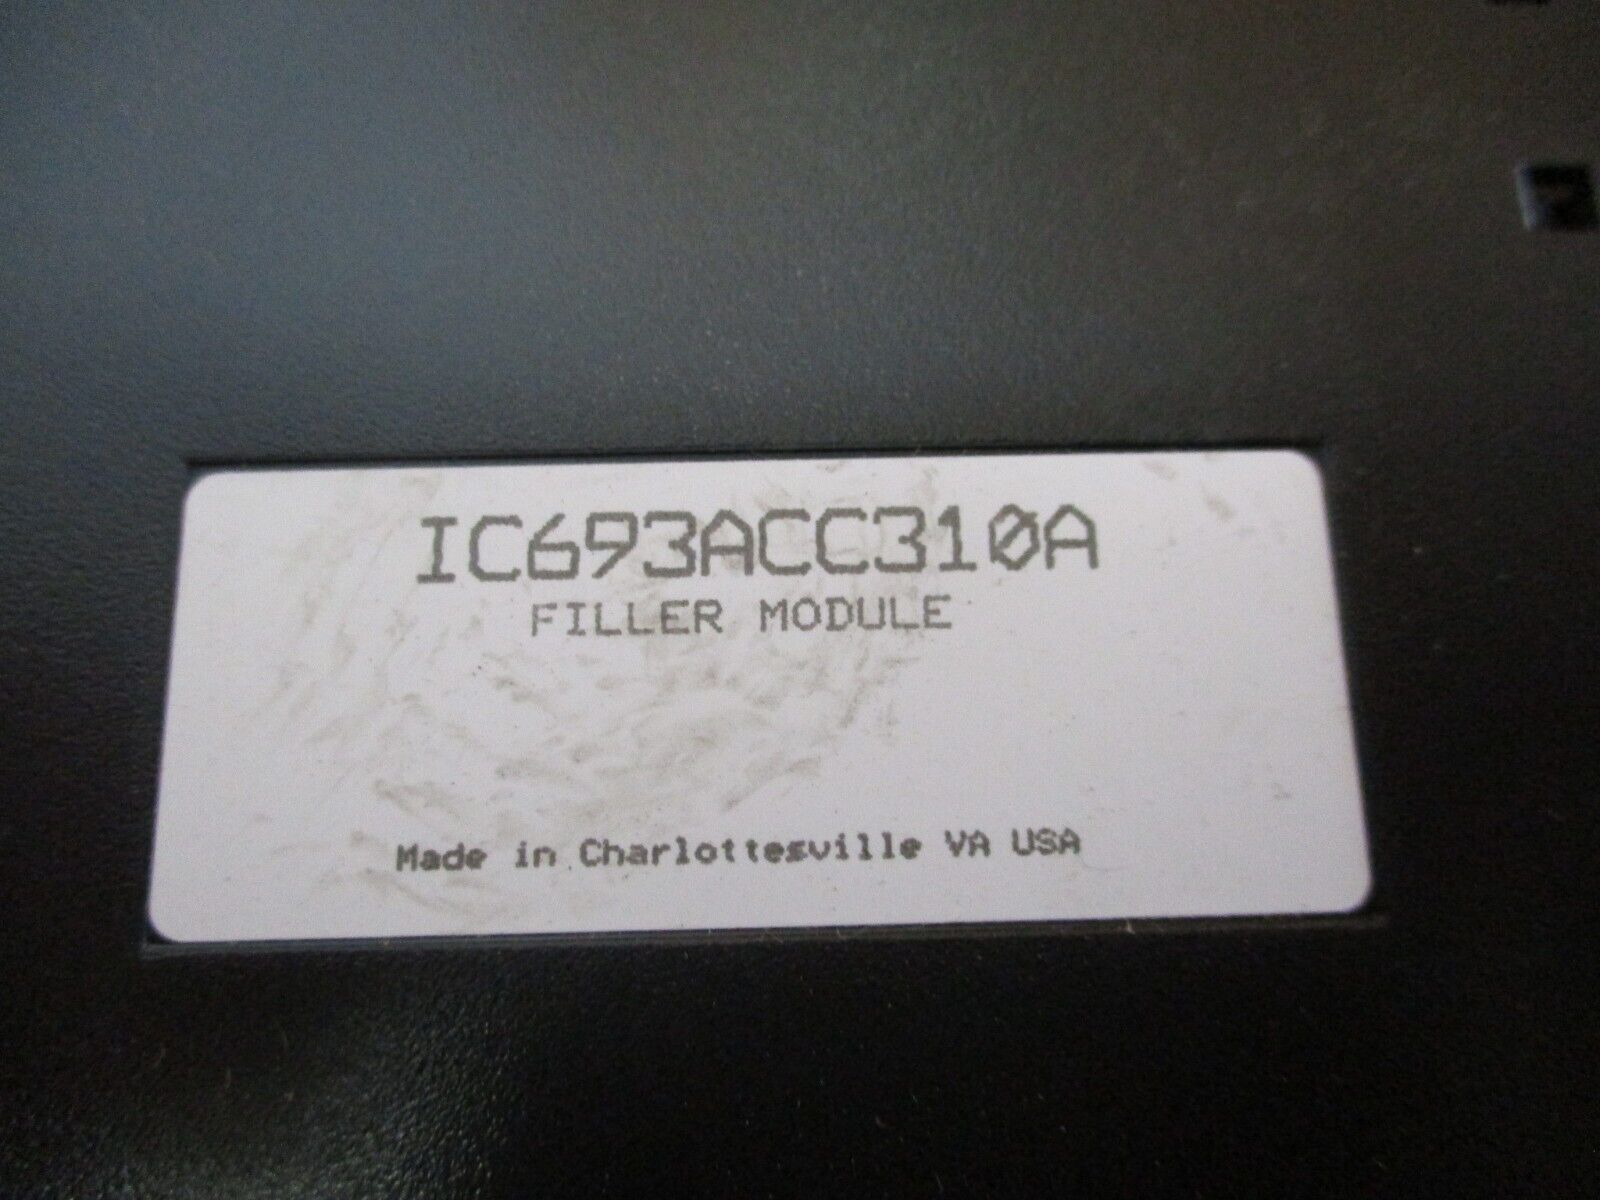 IC693ACC310A
FILLER MODULE
Made in Charlottesville VA USA